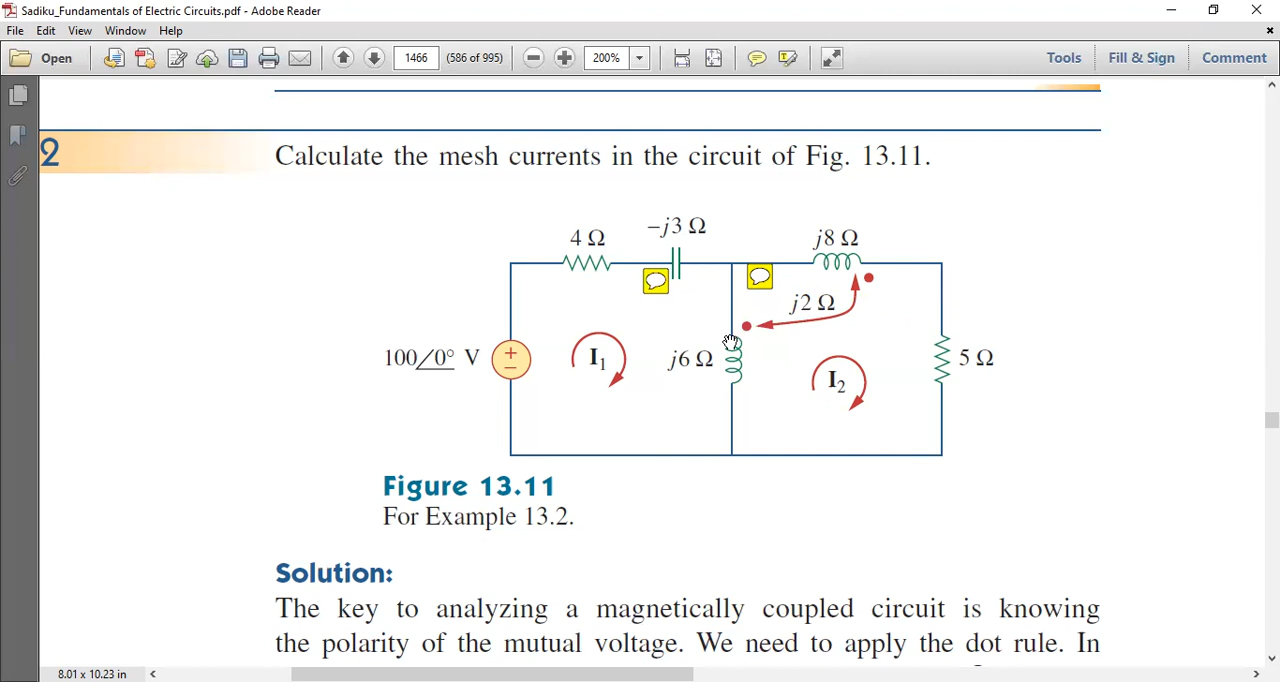 Sadiku_Fundamentals of Electric Circuits.pdf - Adobe Reader
File Edit View Window Help
Open 1466 (586 of 995) 200% Tools Fill & Sign Comment
2 Calculate the mesh currents in the circuit of Fig. 13.11.
4 Ω −j3 Ω j8 Ω
j2 Ω
100∠0° V + − I₁ j6 Ω I₂ 5 Ω
Figure 13.11
For Example 13.2.
Solution:
The key to analyzing a magnetically coupled circuit is knowing
the polarity of the mutual voltage. We need to apply the dot rule. In
8.01 x 10.23 in